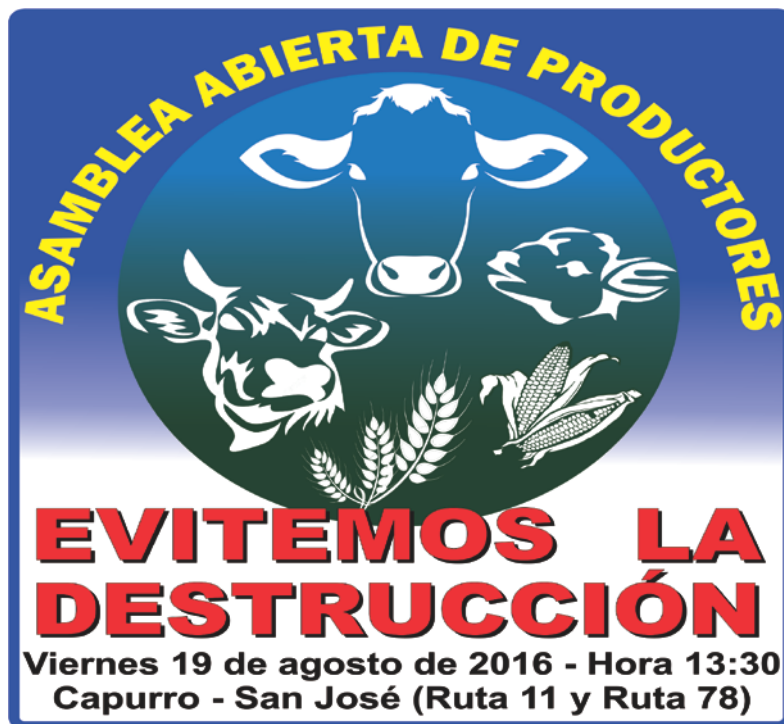 ASAMBLEA ABIERTA DE PRODUCTORES
EVITEMOS LA
DESTRUCCIÓN
Viernes 19 de agosto de 2016 - Hora 13:30
Capurro - San José (Ruta 11 y Ruta 78)